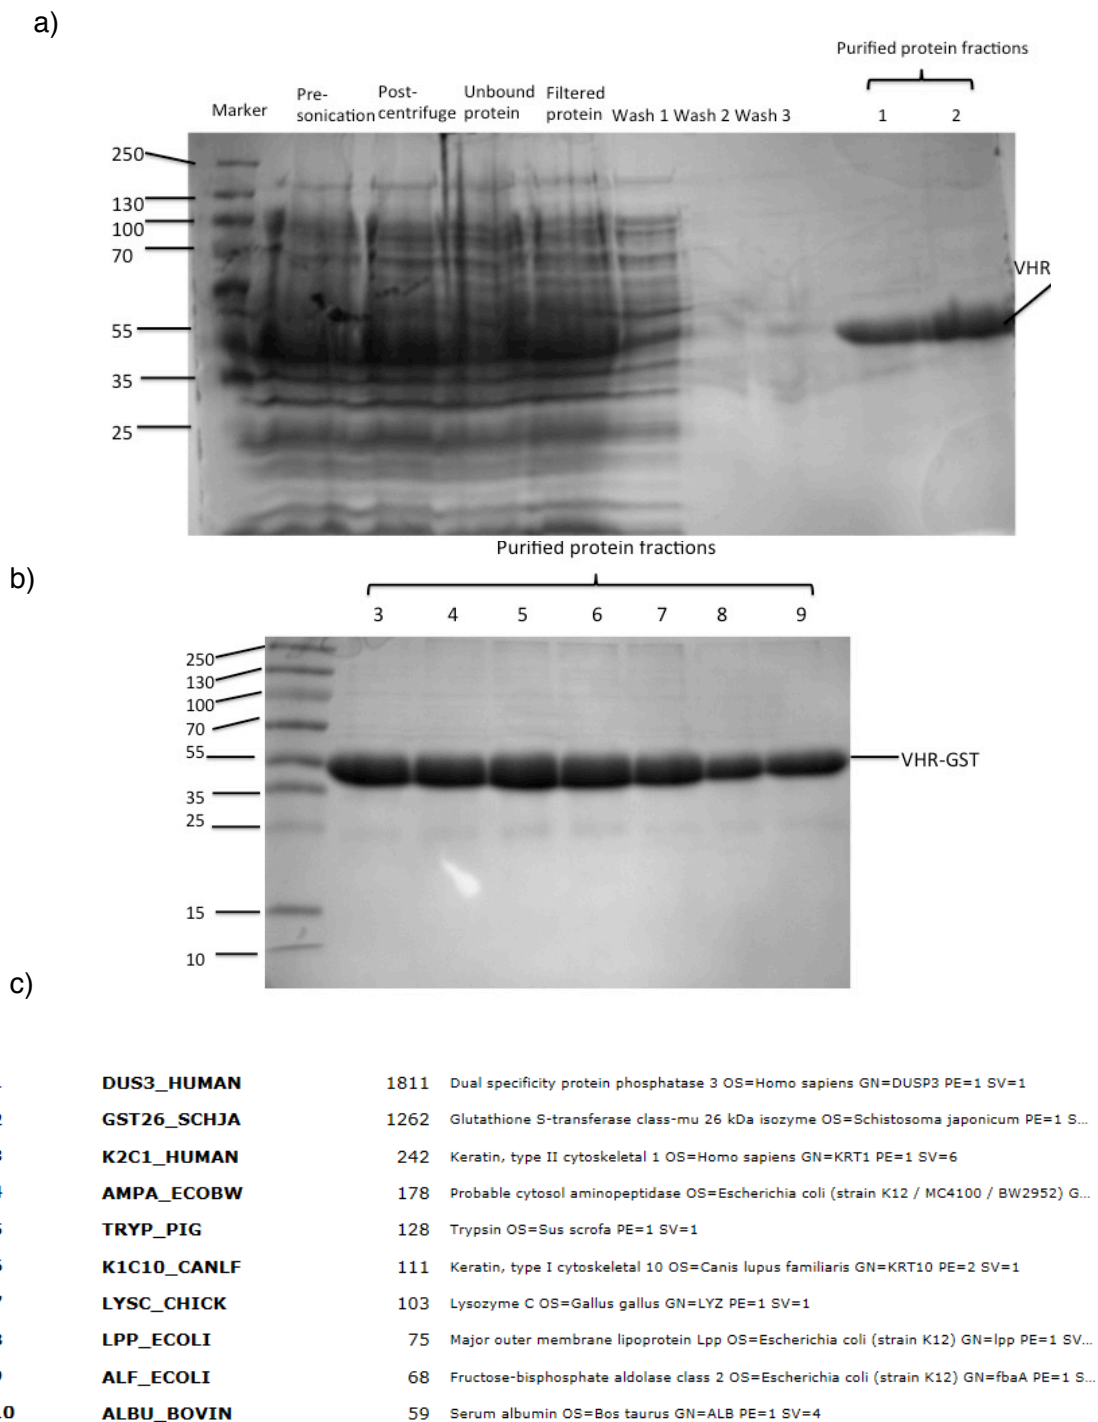 a)
Purified protein fractions
Marker Pre-sonication Post-centrifuge Unbound protein Filtered protein Wash 1 Wash 2 Wash 3 1 2
250
130
100
70
VHR
55
35
25
Purified protein fractions
b)
3 4 5 6 7 8 9
250
130
100
70
55
VHR-GST
35
25
15
10
c)
DUS3_HUMAN 1811 Dual specificity protein phosphatase 3 OS=Homo sapiens GN=DUSP3 PE=1 SV=1
GST26_SCHJA 1262 Glutathione S-transferase class-mu 26 kDa isozyme OS=Schistosoma japonicum PE=1 S...
K2C1_HUMAN 242 Keratin, type II cytoskeletal 1 OS=Homo sapiens GN=KRT1 PE=1 SV=6
AMPA_ECOBW 178 Probable cytosol aminopeptidase OS=Escherichia coli (strain K12 / MC4100 / BW2952) G...
TRYP_PIG 128 Trypsin OS=Sus scrofa PE=1 SV=1
K1C10_CANLF 111 Keratin, type I cytoskeletal 10 OS=Canis lupus familiaris GN=KRT10 PE=2 SV=1
LYSC_CHICK 103 Lysozyme C OS=Gallus gallus GN=LYZ PE=1 SV=1
LPP_ECOLI 75 Major outer membrane lipoprotein Lpp OS=Escherichia coli (strain K12) GN=lpp PE=1 SV...
ALF_ECOLI 68 Fructose-bisphosphate aldolase class 2 OS=Escherichia coli (strain K12) GN=fbaA PE=1 S...
ALBU_BOVIN 59 Serum albumin OS=Bos taurus GN=ALB PE=1 SV=4